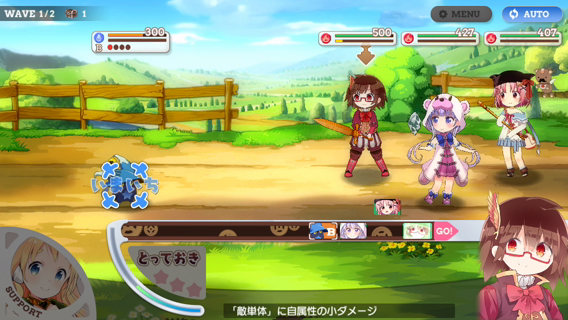 WAVE 1/2 1
MENU
AUTO
300
B
500
427
407
いまいち
B
GO!
とっておき
SUPPORT
「敵単体」に自属性の小ダメージ